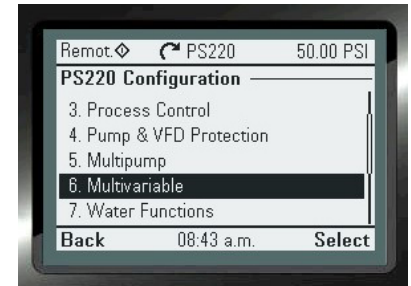 Remot. PS220 50.00 PSI
PS220 Configuration
3. Process Control
4. Pump & VFD Protection
5. Multipump
6. Multivariable
7. Water Functions
Back 08:43 a.m. Select